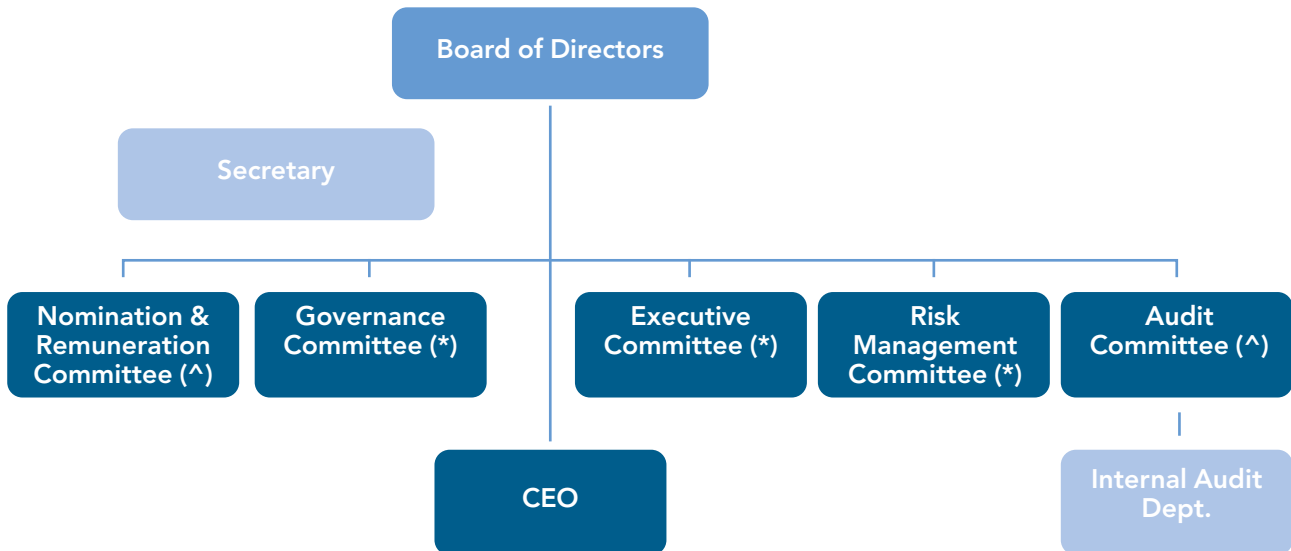 Board of Directors
Secretary
Nomination &
Remuneration
Committee (^)
Governance
Committee (*)
Executive
Committee (*)
Risk
Management
Committee (*)
Audit
Committee (^)
CEO
Internal Audit
Dept.